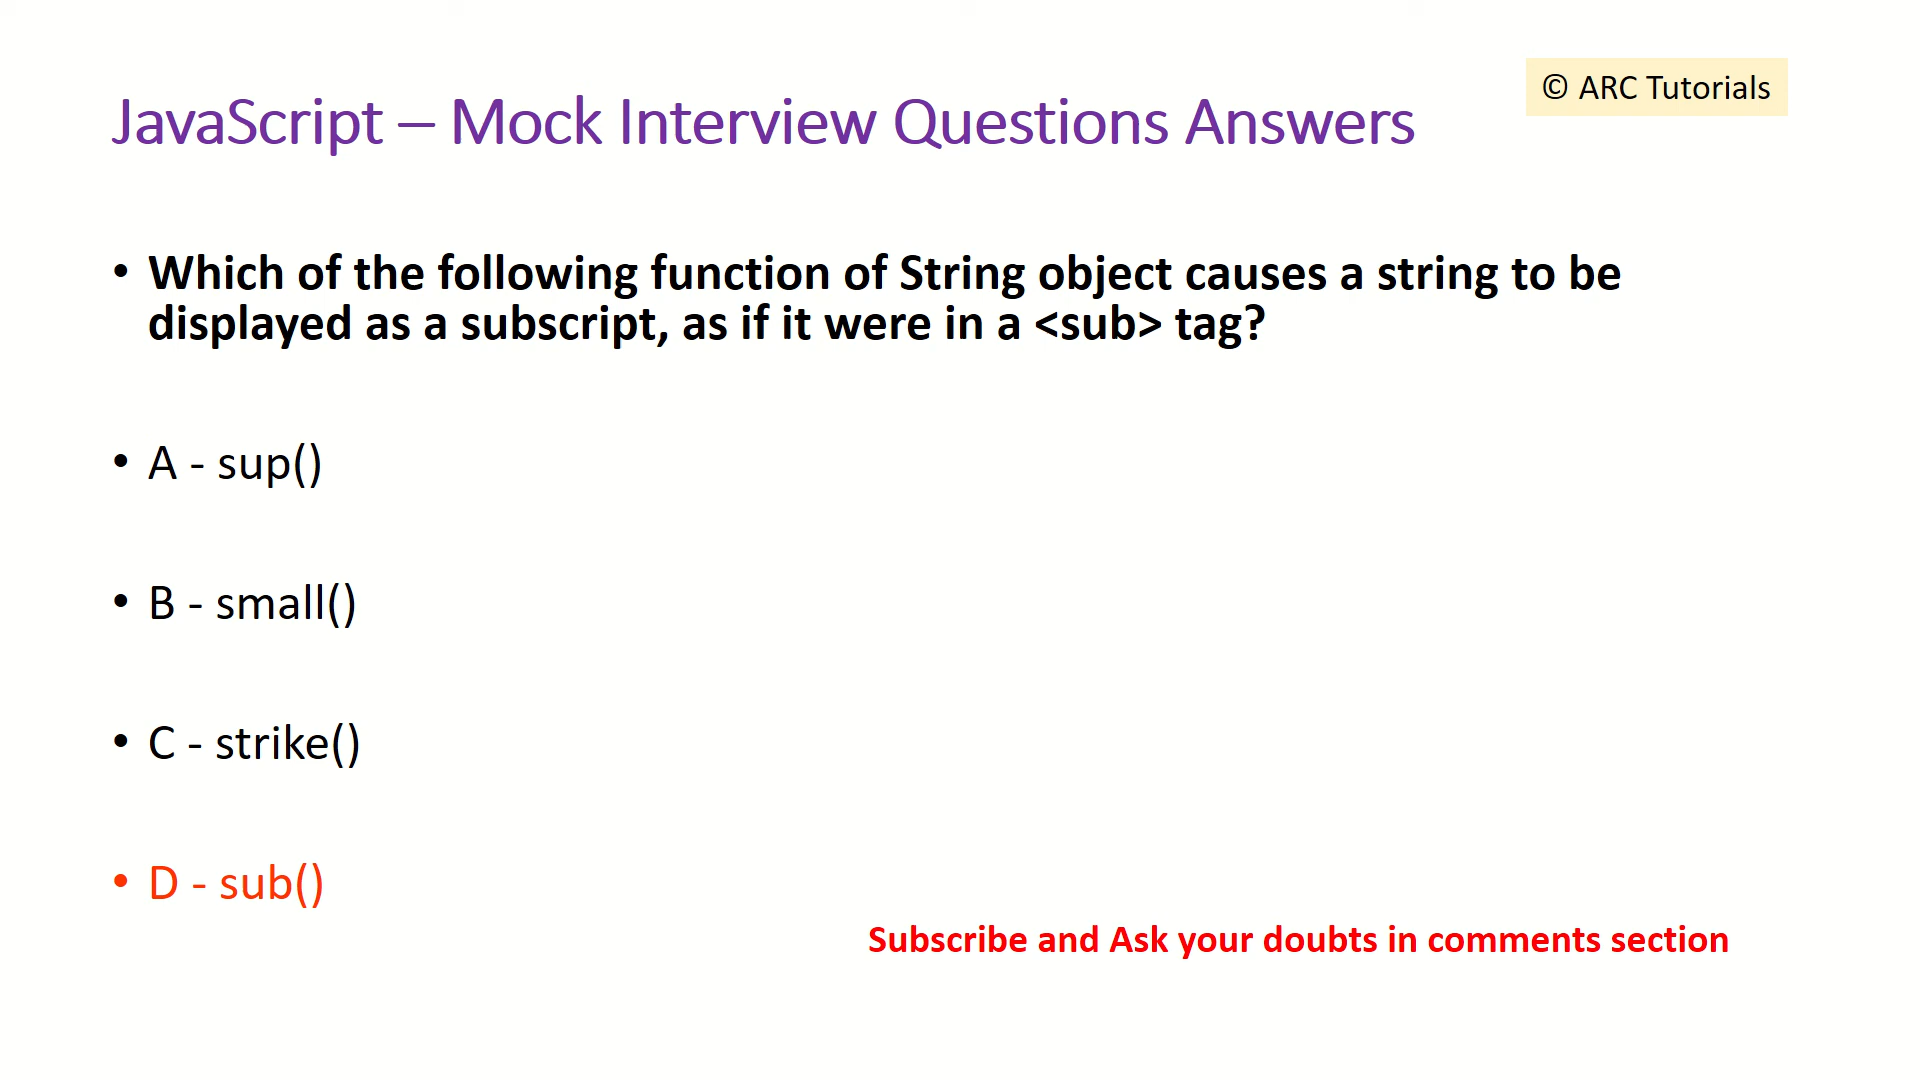 © ARC Tutorials
JavaScript – Mock Interview Questions Answers
• Which of the following function of String object causes a string to be
displayed as a subscript, as if it were in a <sub> tag?
• A - sup()
• B - small()
• C - strike()
• D - sub()
Subscribe and Ask your doubts in comments section